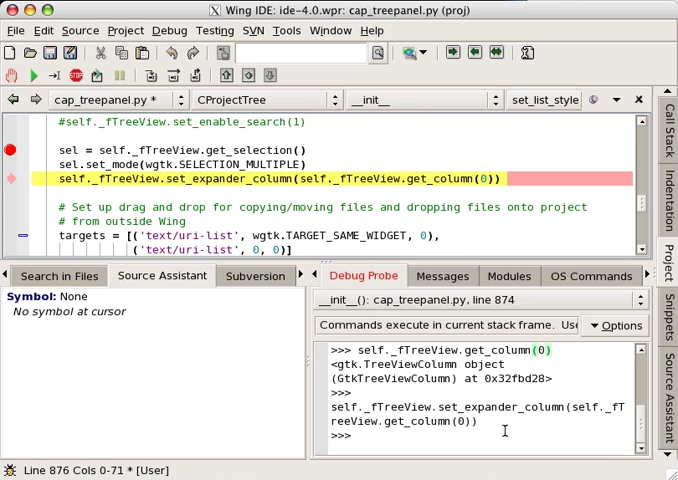 Wing IDE: ide-4.0.wpr: cap_treepanel.py (proj)
File Edit Source Project Debug Testing SVN Tools Window Help
cap_treepanel.py * CProjectTree __init__ set_list_style
#self._fTreeView.set_enable_search(1)
sel = self._fTreeView.get_selection()
sel.set_mode(wgtk.SELECTION_MULTIPLE)
self._fTreeView.set_expander_column(self._fTreeView.get_column(0))
# Set up drag and drop for copying/moving files and dropping files onto project
# from outside Wing
targets = [('text/uri-list', wgtk.TARGET_SAME_WIDGET, 0),
('text/uri-list', 0, 0)]
Call Stack
Indentation
Project
Snippets
Source Assistant
Search in Files Source Assistant Subversion
Symbol: None
No symbol at cursor
Debug Probe Messages Modules OS Commands
__init__(): cap_treepanel.py, line 874
Commands execute in current stack frame. Use Options
>>> self._fTreeView.get_column(0)
<gtk.TreeViewColumn object
(GtkTreeViewColumn) at 0x32fbd28>
>>>
self._fTreeView.set_expander_column(self._fT
reeView.get_column(0))
>>>
Line 876 Cols 0-71 * [User]